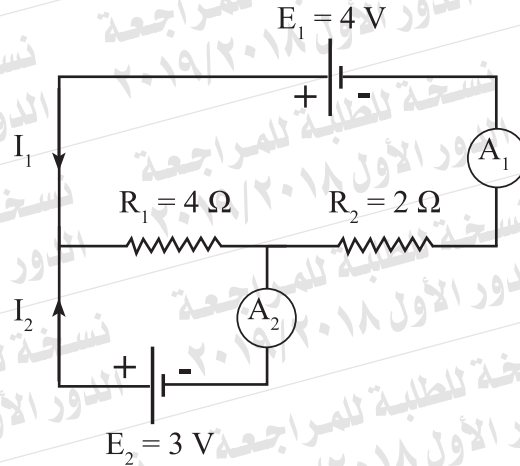 E₁ = 4 V
+ -
I₁
A₁
R₁ = 4 Ω
R₂ = 2 Ω
I₂
A₂
+ -
E₂ = 3 V
نسخة للطلبة للمراجعة
الدور الأول ٢٠١٨/٢٠١٩